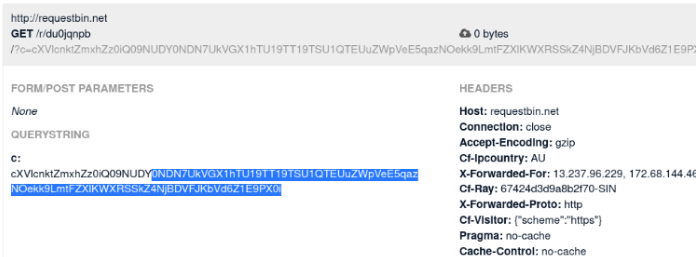 http://requestbin.net
GET /r/du0jqnpb
0 bytes
/?c=cXVlcnktZmxhZz0iQ09NUDY0NDN7UkVGX1hTU19TT19TSU1QTEUuZWpVeE5qazNOekk9LmtFZXlKWXRSSkZ4NjBDVFJKbVd6Z1E9P
FORM/POST PARAMETERS
None
QUERYSTRING
c:
cXVlcnktZmxhZz0iQ09NUDY0NDN7UkVGX1hTU19TT19TSU1QTEUuZWpVeE5qaz
NOekk9LmtFZXlKWXRSSkZ4NjBDVFJKbVd6Z1E9PX0i
HEADERS
Host: requestbin.net
Connection: close
Accept-Encoding: gzip
Cf-Ipcountry: AU
X-Forwarded-For: 13.237.96.229, 172.68.144.46
Cf-Ray: 67424d3d9a8b2f70-SIN
X-Forwarded-Proto: http
Cf-Visitor: {"scheme":"https"}
Pragma: no-cache
Cache-Control: no-cache